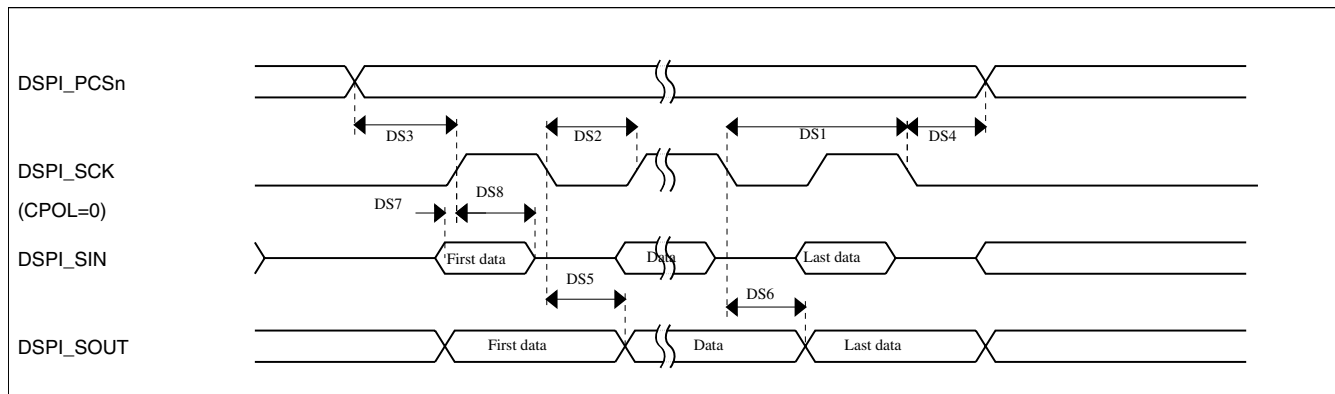 DSPI_PCSn
DS3
DS2
DS1
DS4
DSPI_SCK
(CPOL=0)
DS7
DS8
DSPI_SIN
First data
Data
Last data
DS5
DS6
DSPI_SOUT
First data
Data
Last data